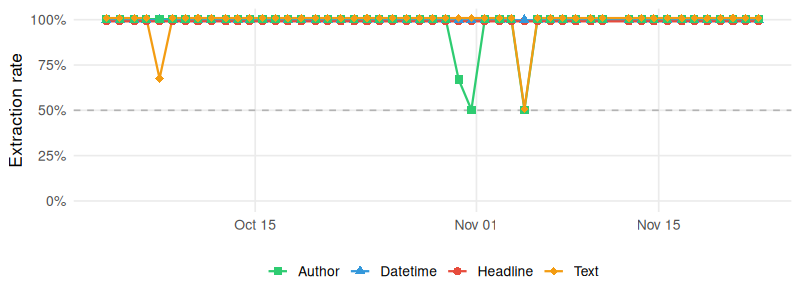 100%
75%
50%
25%
0%
Extraction rate
Oct 15 Nov 01 Nov 15
Author Datetime Headline Text